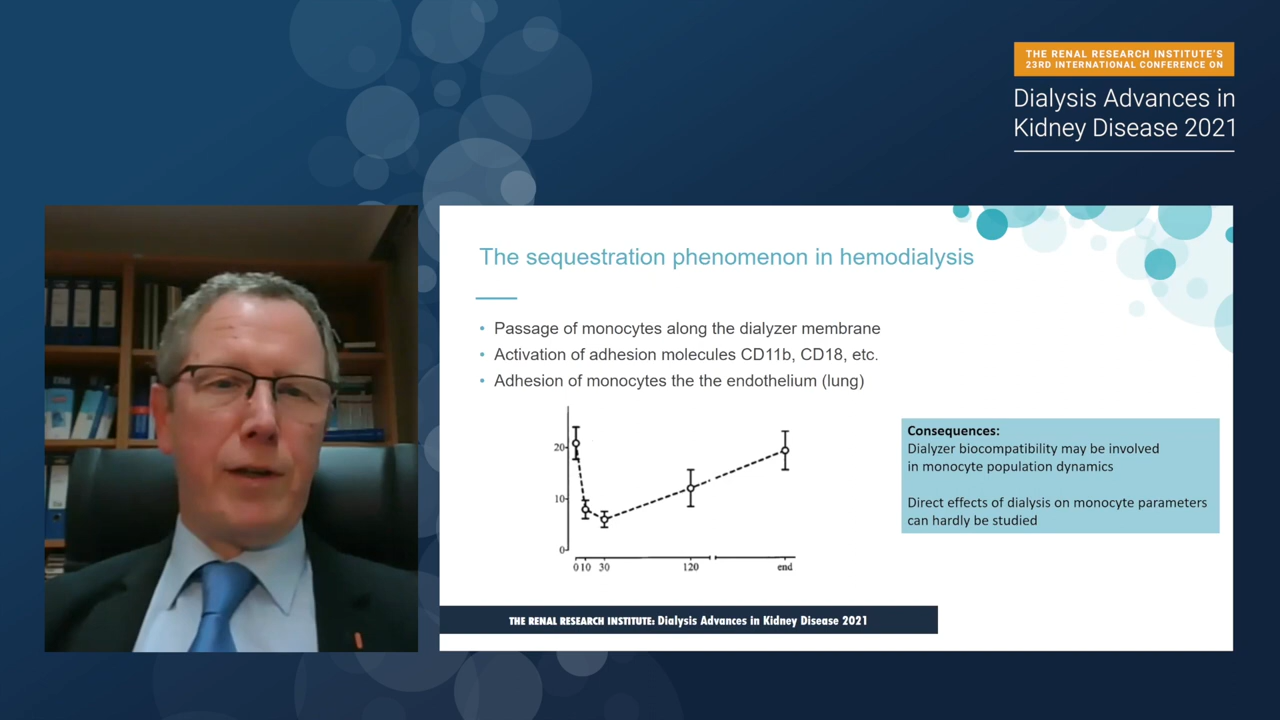 THE RENAL RESEARCH INSTITUTE'S
23RD INTERNATIONAL CONFERENCE ON
Dialysis Advances in
Kidney Disease 2021
The sequestration phenomenon in hemodialysis
• Passage of monocytes along the dialyzer membrane
• Activation of adhesion molecules CD11b, CD18, etc.
• Adhesion of monocytes the the endothelium (lung)
20
10
0
0 10 30 120 end
Consequences:
Dialyzer biocompatibility may be involved
in monocyte population dynamics
Direct effects of dialysis on monocyte parameters
can hardly be studied
THE RENAL RESEARCH INSTITUTE: Dialysis Advances in Kidney Disease 2021